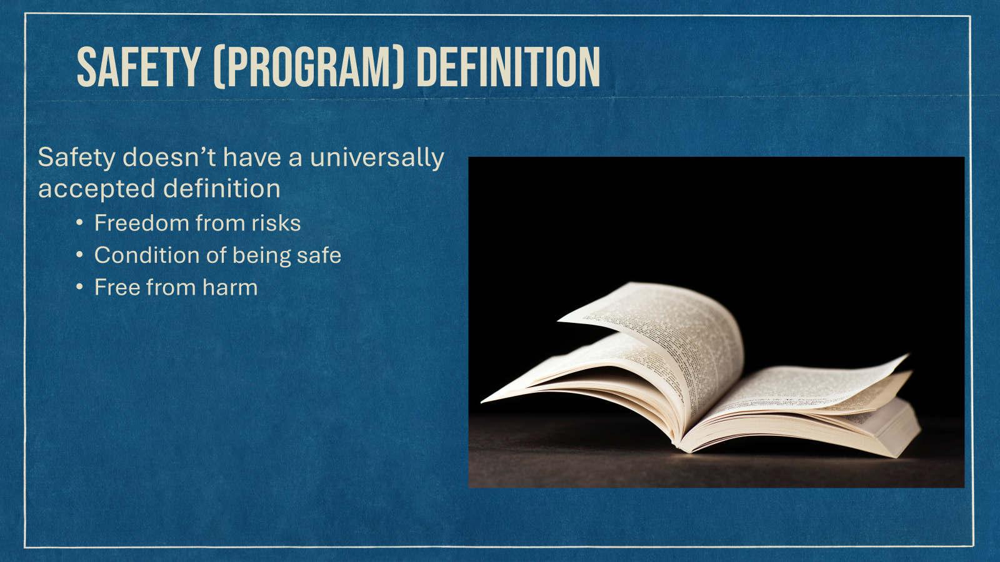 SAFETY (PROGRAM) DEFINITION
Safety doesn’t have a universally
accepted definition
• Freedom from risks
• Condition of being safe
• Free from harm